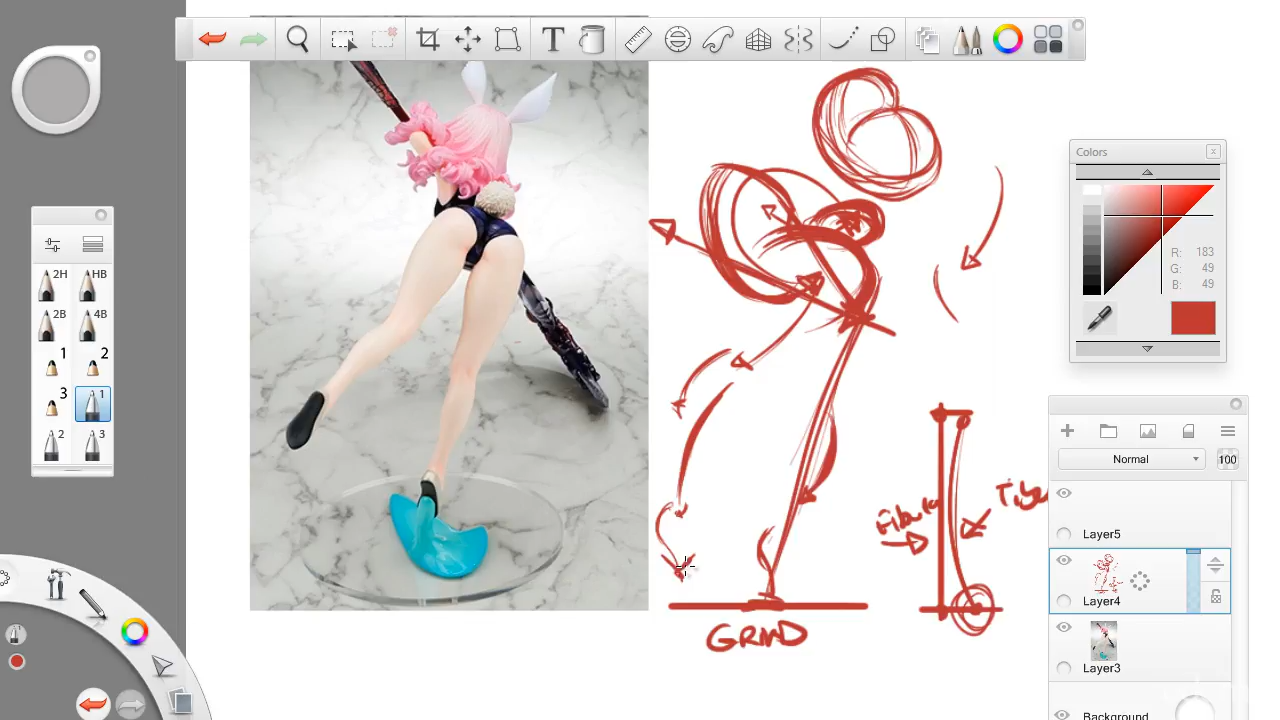 T
Colors
x
2H
HB
R: 183
G: 49
2B
4B
B: 49
1
2
3
1
2
3
Normal
100
Fibula
Layer5
Layer4
GRND
Layer3
Background